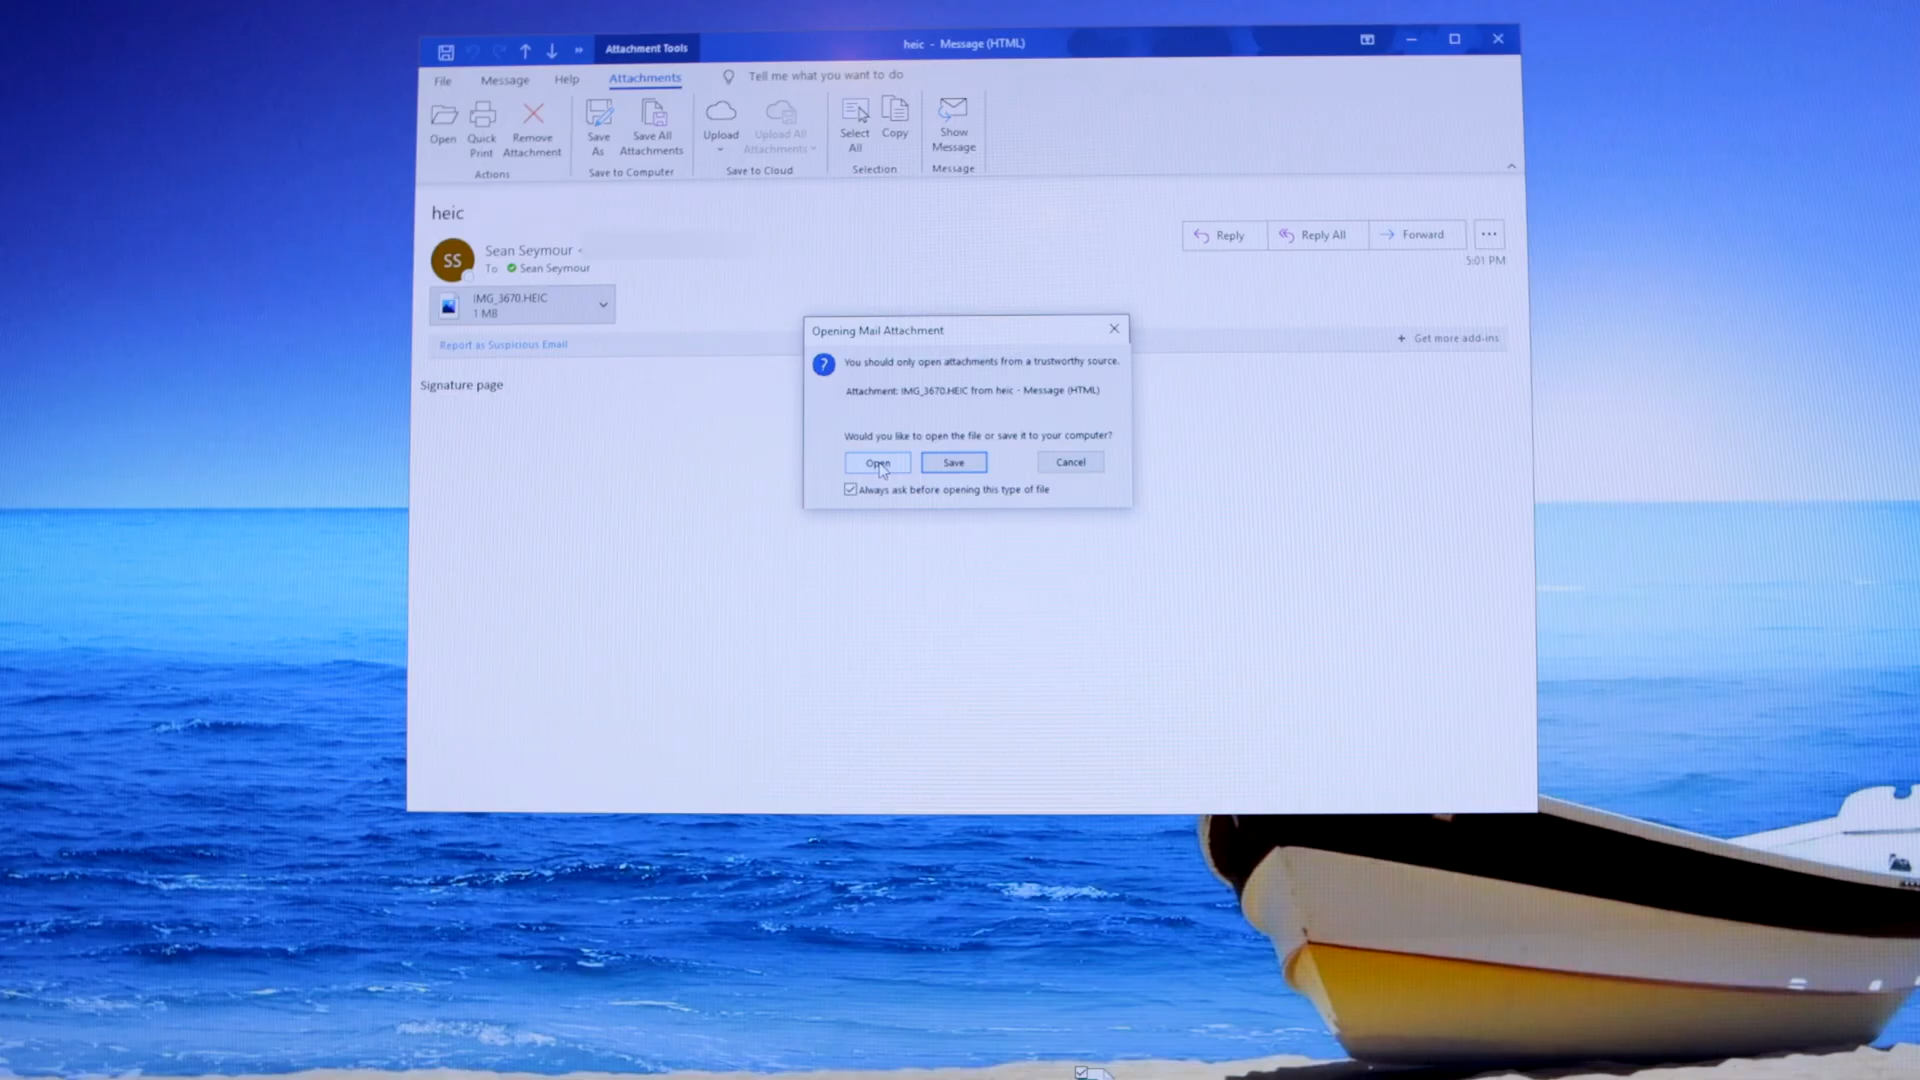 Attachment Tools
heic - Message (HTML)
File Message Help Attachments Tell me what you want to do
Open
Quick Print
Remove Attachment
Save As
Save All Attachments
Upload
Upload All Attachments
Select All
Copy
Show Message
Actions Save to Computer Save to Cloud Selection Message
heic
SS
Sean Seymour <
To Sean Seymour
Reply Reply All Forward
5:01 PM
IMG_3670.HEIC
1 MB
Report as Suspicious Email
+ Get more add-ins
Signature page
Opening Mail Attachment
? You should only open attachments from a trustworthy source.
Attachment: IMG_3670.HEIC from heic - Message (HTML)
Would you like to open the file or save it to your computer?
Open Save Cancel
Always ask before opening this type of file